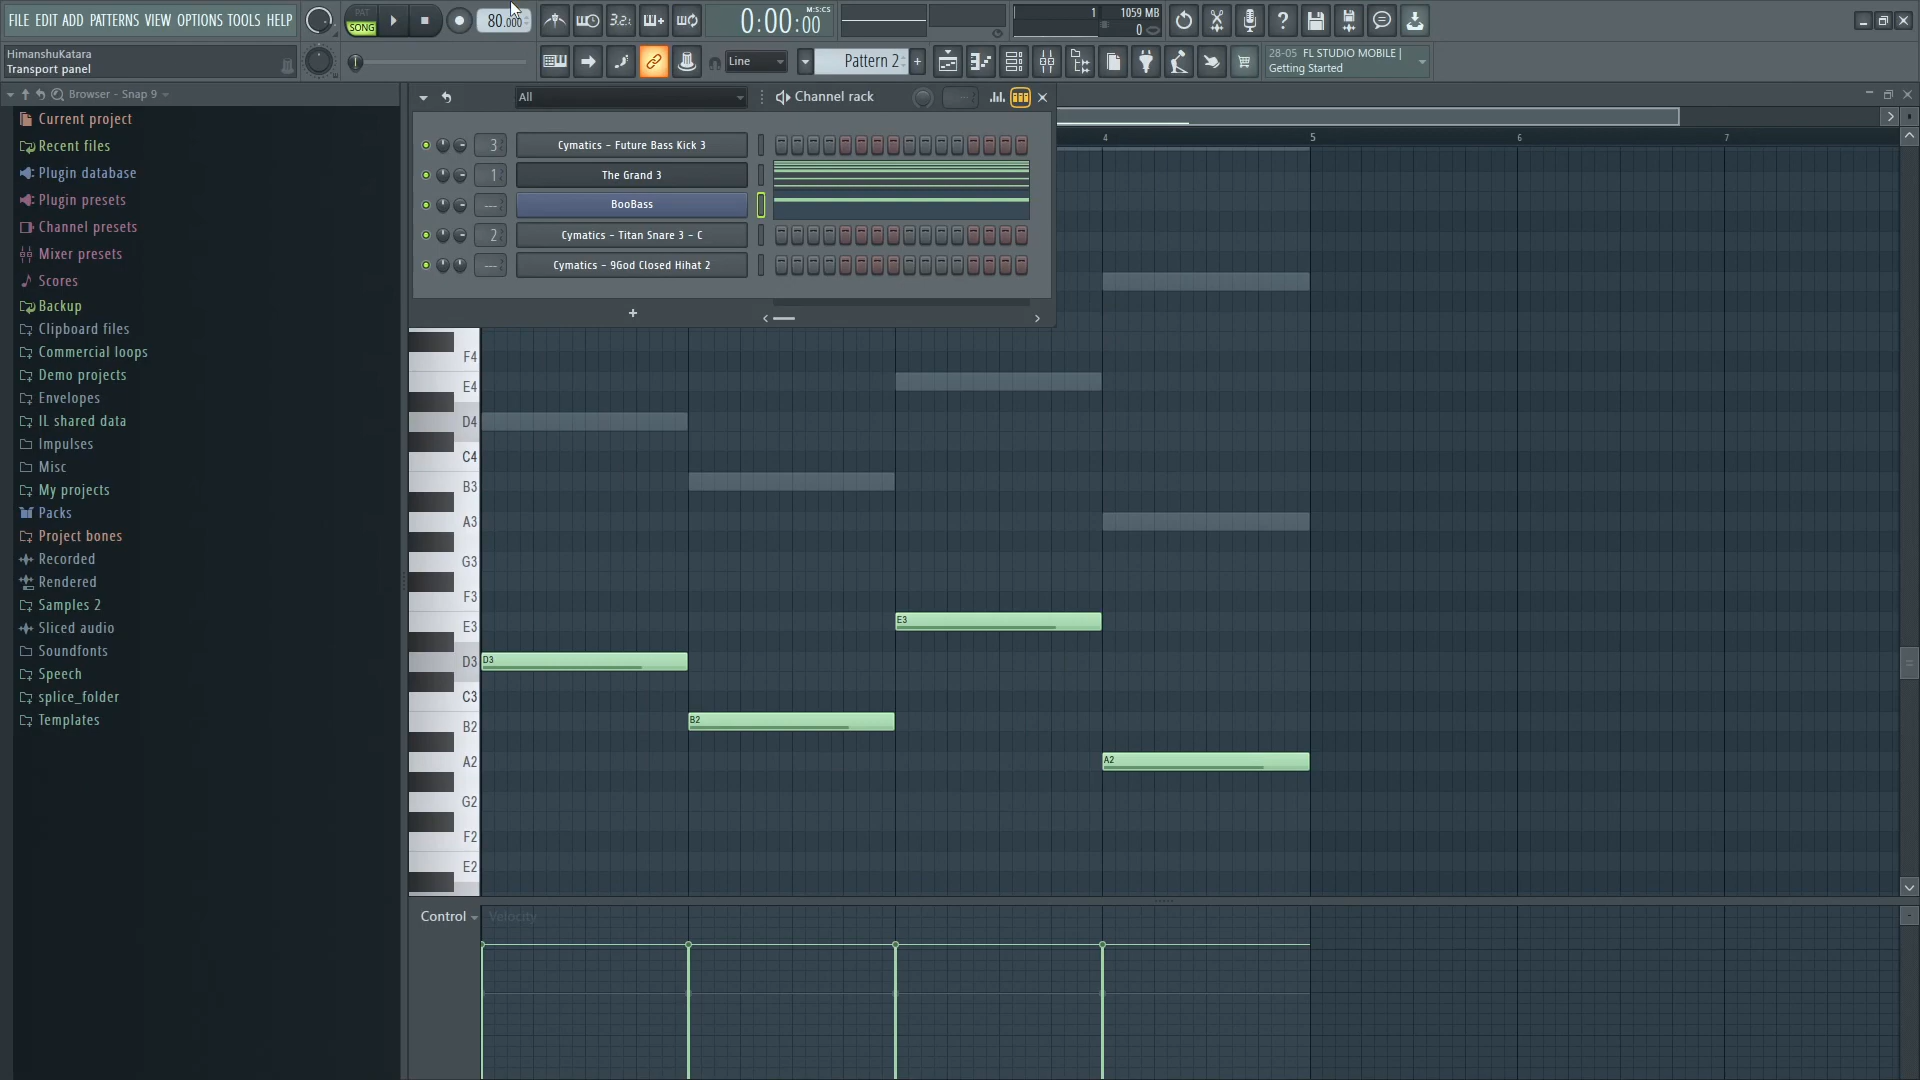 FILE EDIT ADD PATTERNS VIEW OPTIONS TOOLS HELP
PAT
SONG
80.000
3.2.
0:00:00
M:S:CS
1
1059 MB
0
HimanshuKatara
Transport panel
Line
Pattern 2
28-05 FL STUDIO MOBILE |
Getting Started
Browser - Snap 9
All
Channel rack
Current project
Recent files
Plugin database
Plugin presets
Channel presets
Mixer presets
Scores
Backup
Clipboard files
Commercial loops
Demo projects
Envelopes
IL shared data
Impulses
Misc
My projects
Packs
Project bones
Recorded
Rendered
Samples 2
Sliced audio
Soundfonts
Speech
splice_folder
Templates
3
Cymatics - Future Bass Kick 3
1
The Grand 3
---
BooBass
2
Cymatics - Titan Snare 3 - C
---
Cymatics - 9God Closed Hihat 2
4
5
6
7
F4
E4
D4
C4
B3
A3
G3
F3
E3
D3
C3
B2
A2
G2
F2
E2
E3
D3
B2
A2
Control
Velocity